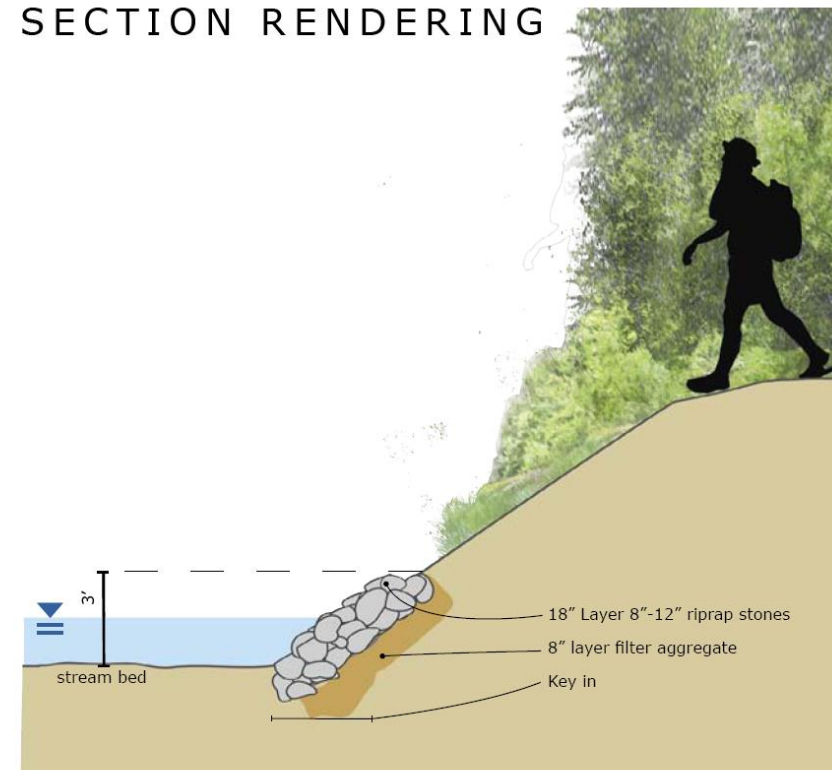 SECTION RENDERING
3'
18" Layer 8"-12" riprap stones
8" layer filter aggregate
stream bed
Key in